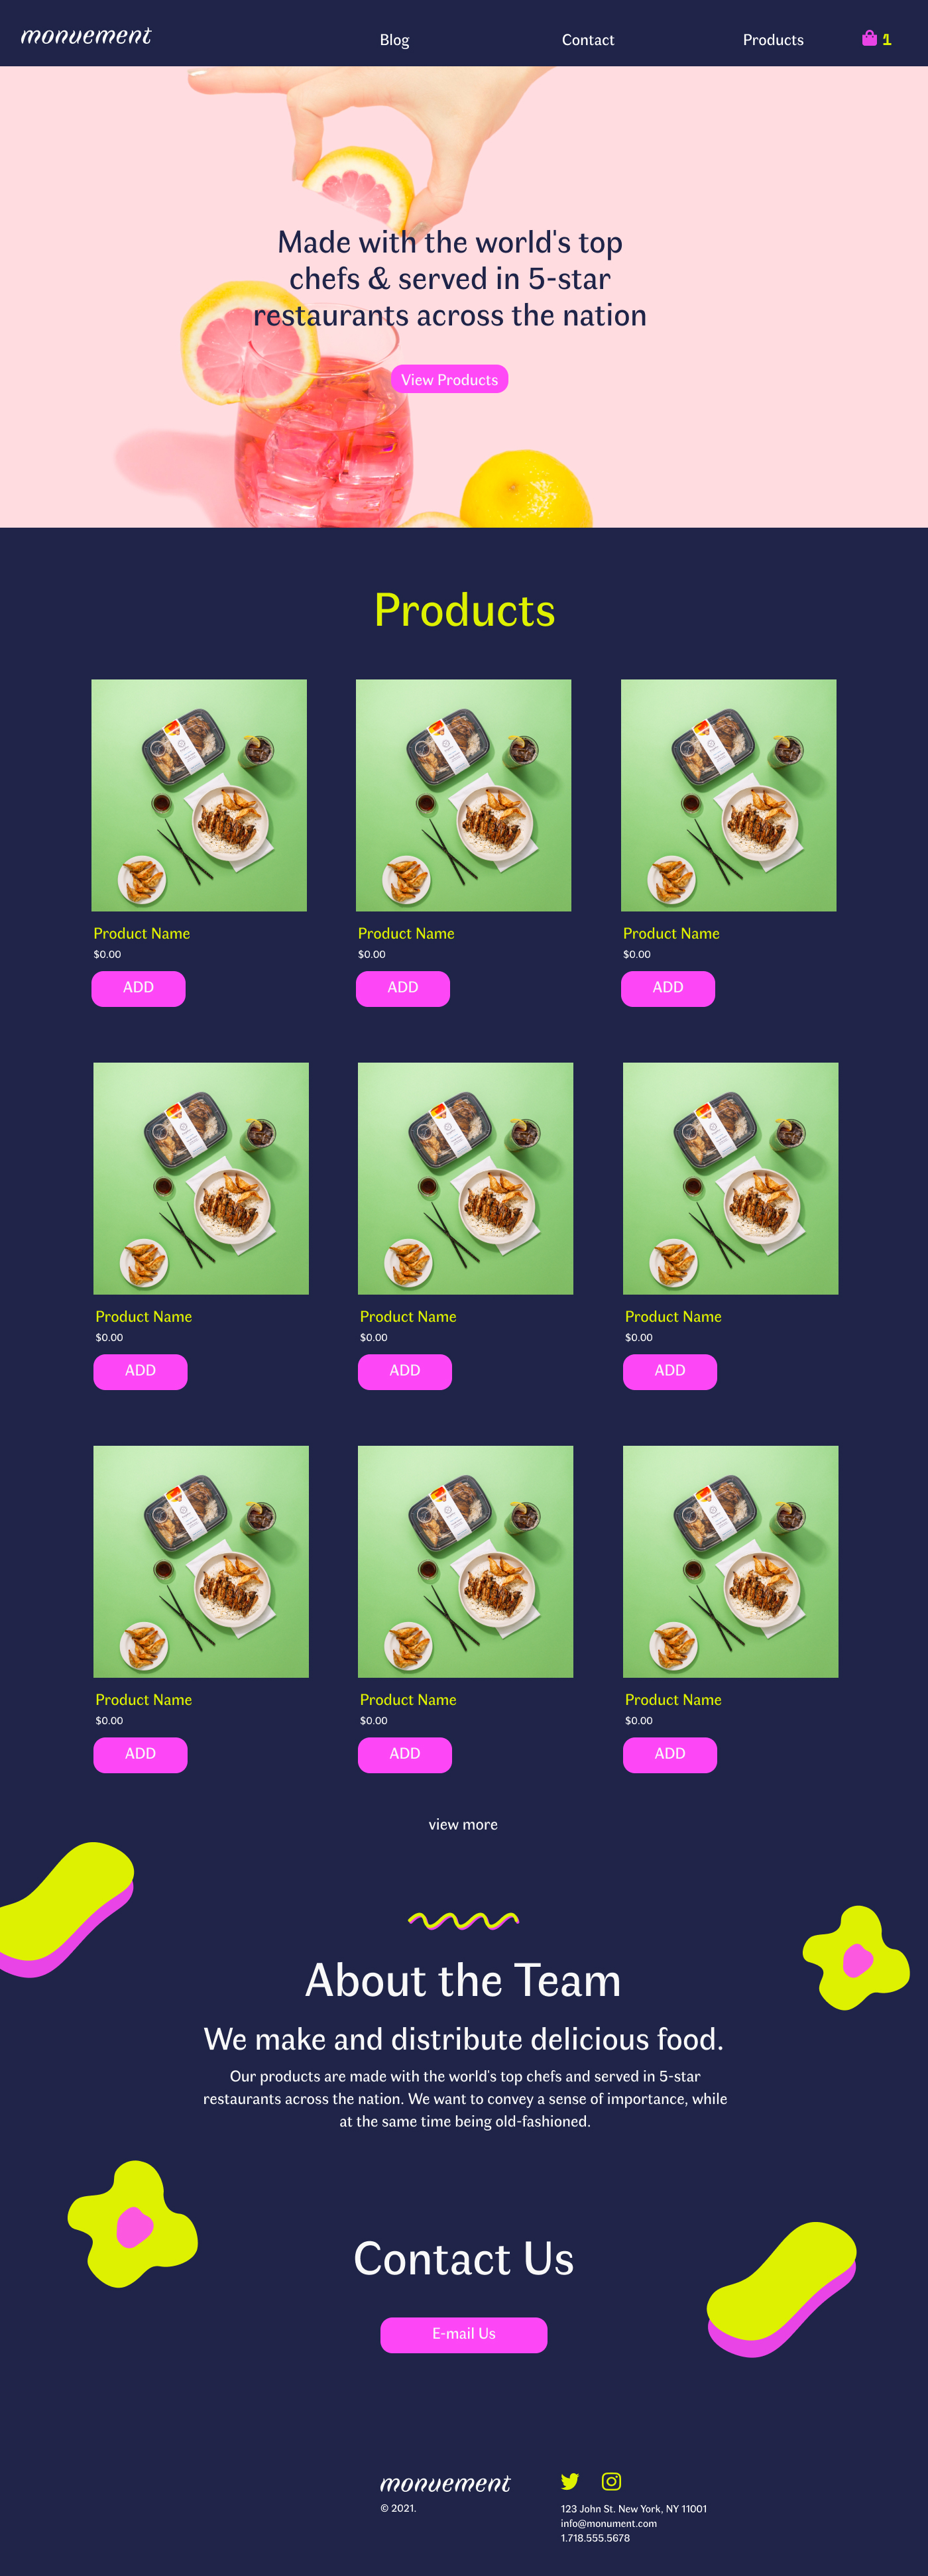 monuement
Blog
Contact
Products
1
Made with the world's top
chefs & served in 5-star
restaurants across the nation
View Products
Products
Product Name
$0.00
ADD
Product Name
$0.00
ADD
Product Name
$0.00
ADD
Product Name
$0.00
ADD
Product Name
$0.00
ADD
Product Name
$0.00
ADD
Product Name
$0.00
ADD
Product Name
$0.00
ADD
Product Name
$0.00
ADD
view more
About the Team
We make and distribute delicious food.
Our products are made with the world's top chefs and served in 5-star
restaurants across the nation. We want to convey a sense of importance, while
at the same time being old-fashioned.
Contact Us
E-mail Us
monuement
© 2021.
123 John St. New York, NY 11001
info@monument.com
1.718.555.5678